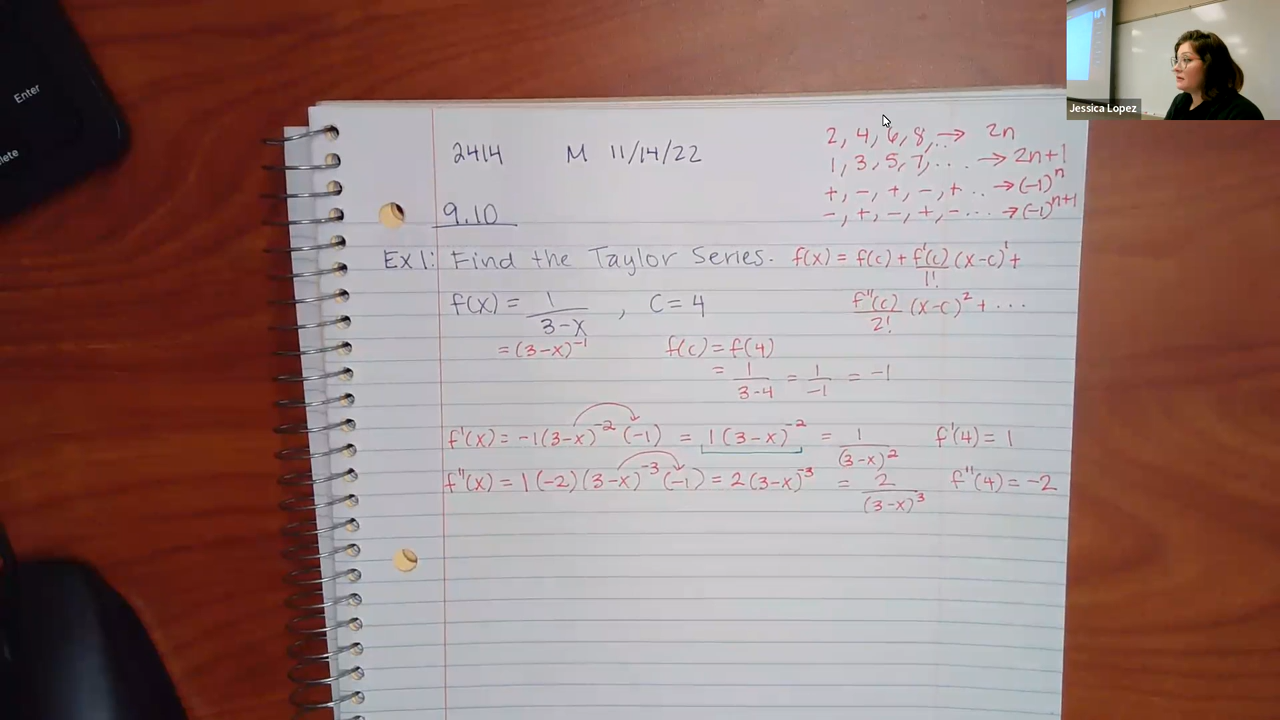 Enter
lete
Jessica Lopez
2, 4, 6, 8, ... → 2n
2414 M 11/14/22
1, 3, 5, 7, ... → 2n+1
+, -, +, -, + ... → (-1)^n
9.10
-, +, -, +, - ... → (-1)^{n+1}
Ex 1: Find the Taylor Series. f(x) = f(c) + f'(c)/1! (x-c)^1 +
f(x) = 1/(3-x) , C = 4 f''(c)/2! (x-c)^2 + ...
= (3-x)^{-1} f(c) = f(4)
= 1/(3-4) = 1/-1 = -1
f'(x) = -1(3-x)^{-2}(-1) = 1(3-x)^{-2} = 1/(3-x)^2 f'(4) = 1
f''(x) = 1(-2)(3-x)^{-3}(-1) = 2(3-x)^{-3} = 2/(3-x)^3 f''(4) = -2